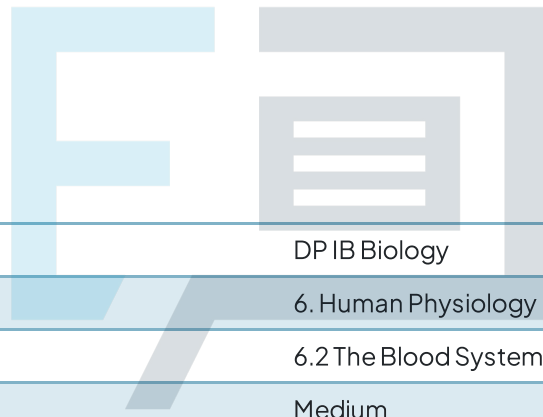 DP IB Biology
6. Human Physiology
6.2 The Blood System
Medium